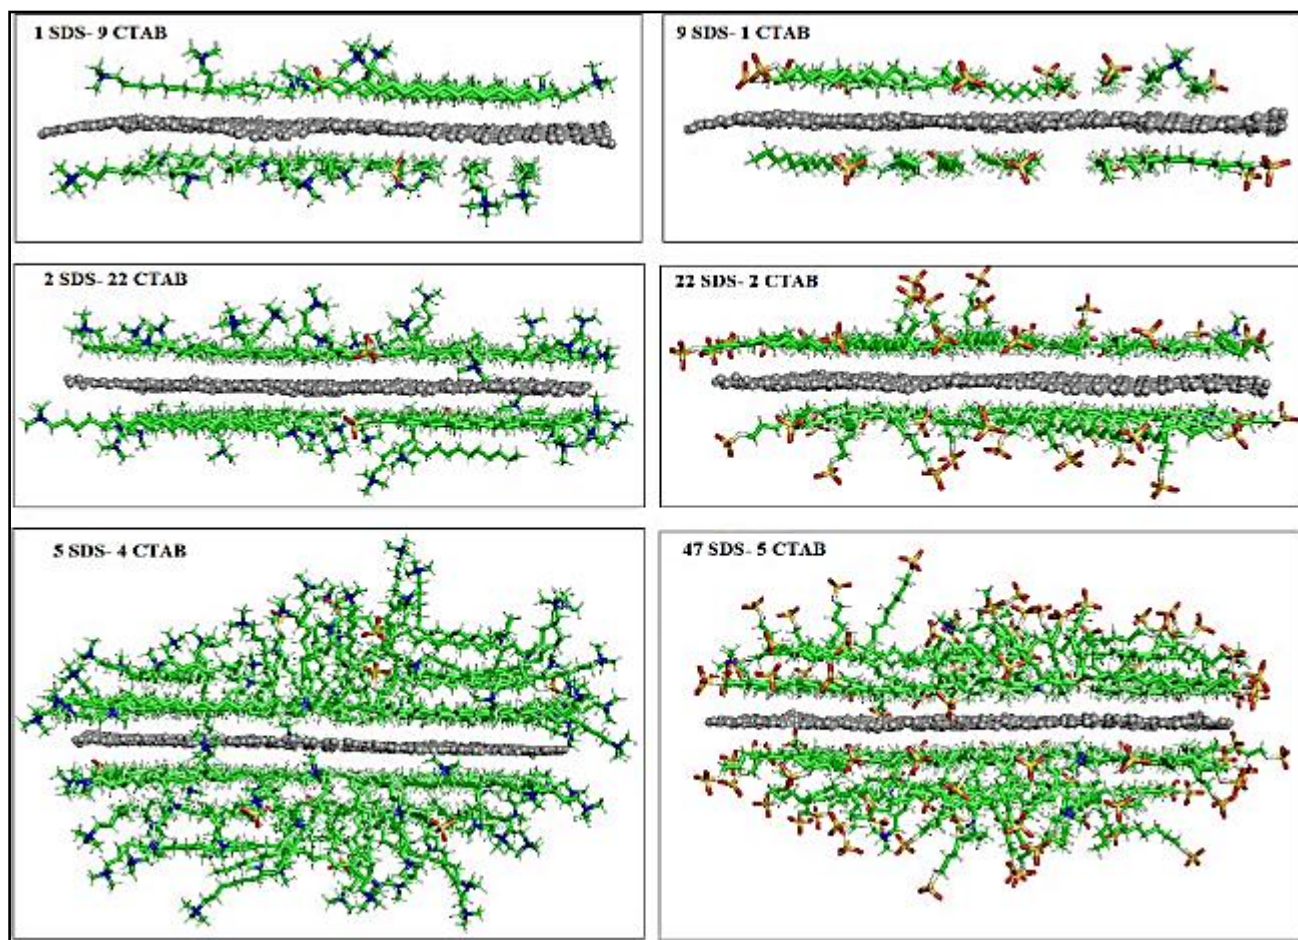 1 SDS- 9 CTAB
9 SDS- 1 CTAB
2 SDS- 22 CTAB
22 SDS- 2 CTAB
5 SDS- 4 CTAB
47 SDS- 5 CTAB